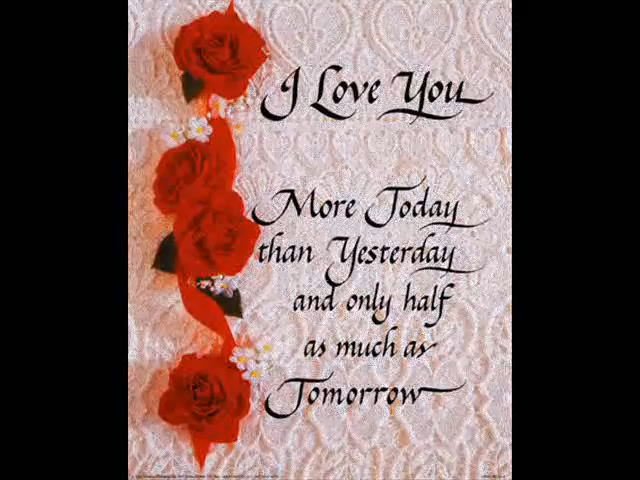 I Love You
More Today
than Yesterday
and only half
as much as
Tomorrow